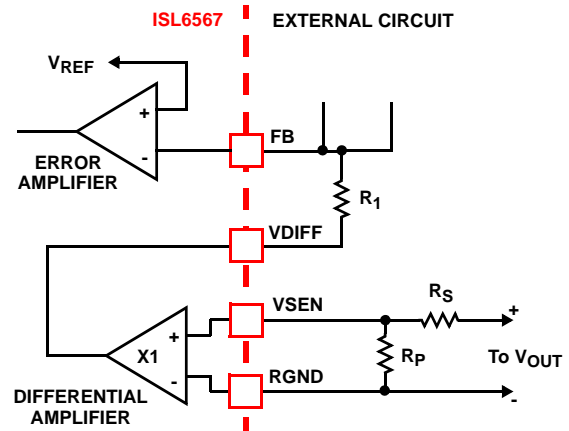 ISL6567
EXTERNAL CIRCUIT
VREF
+
-
FB
ERROR
AMPLIFIER
R1
VDIFF
VSEN
RS
+
+
X1
RP
To VOUT
-
RGND
-
DIFFERENTIAL
AMPLIFIER